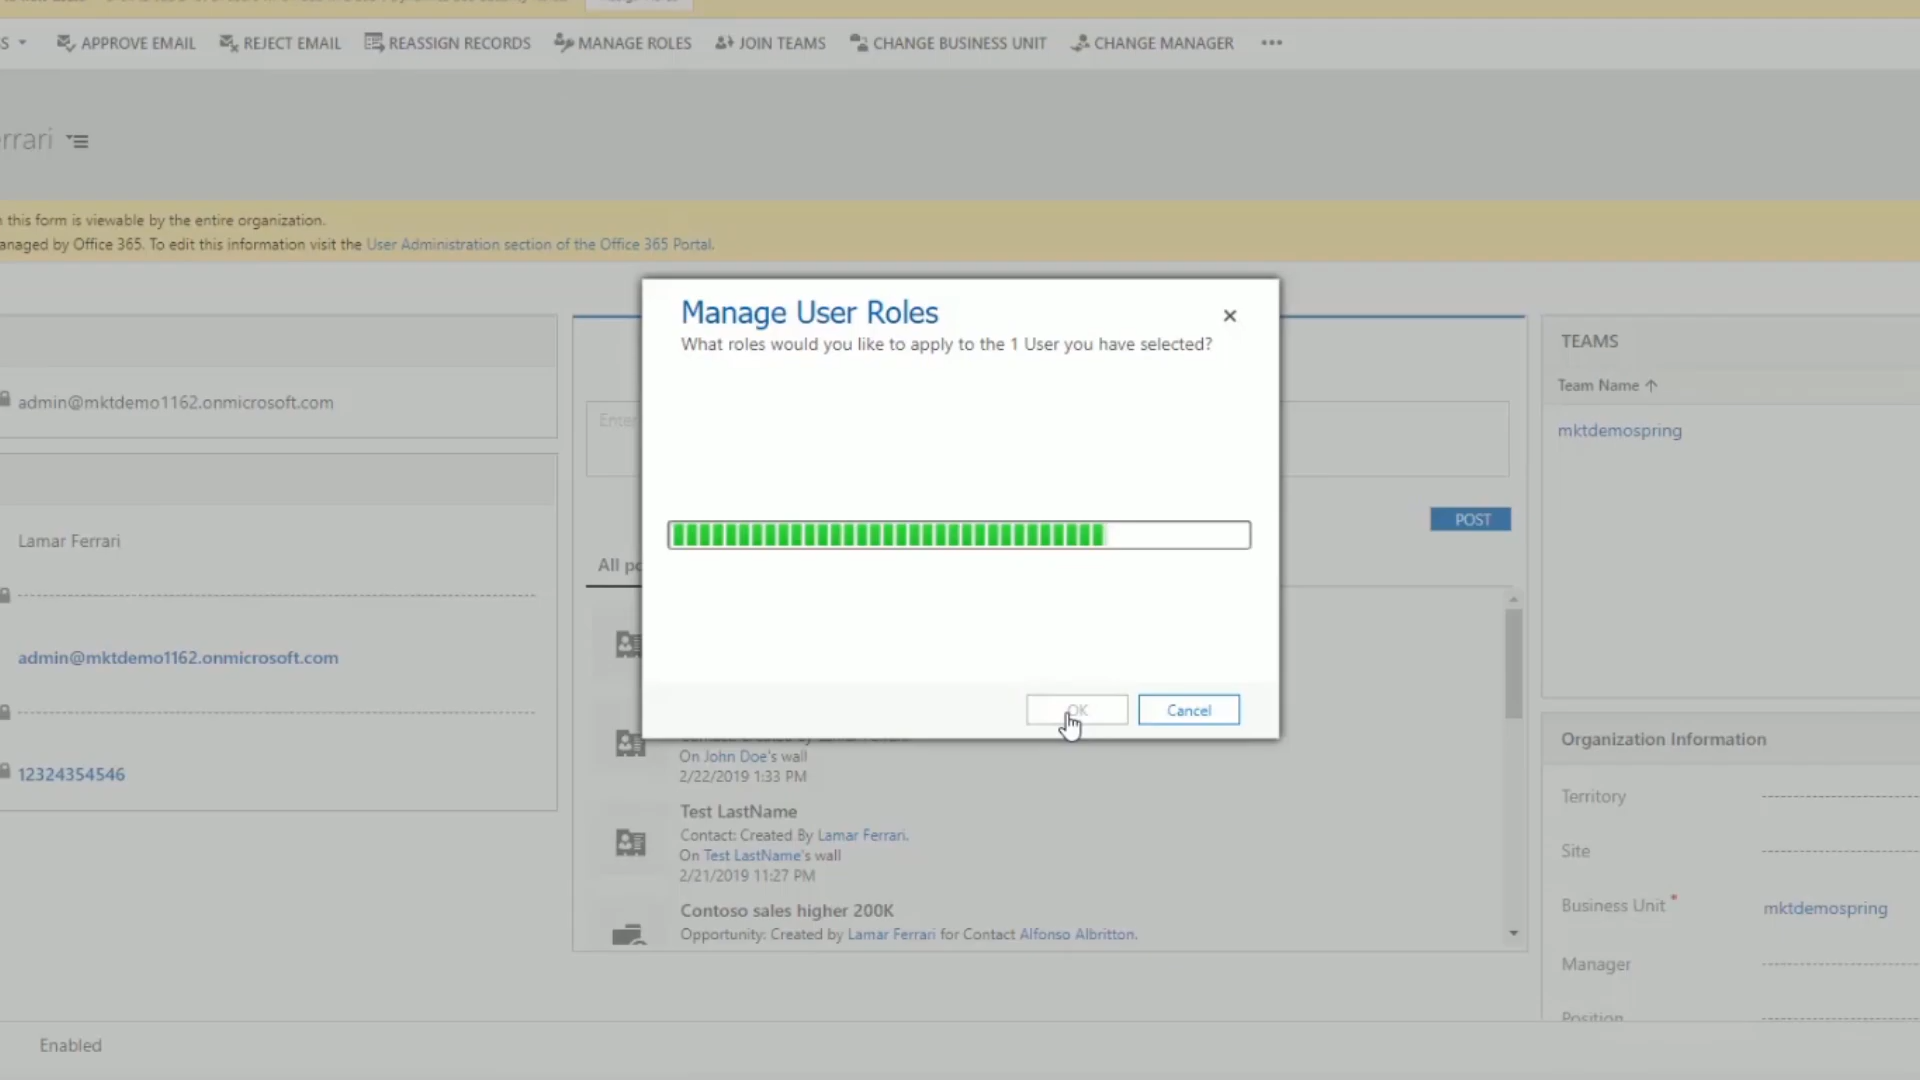 S
APPROVE EMAIL
REJECT EMAIL
REASSIGN RECORDS
MANAGE ROLES
JOIN TEAMS
CHANGE BUSINESS UNIT
CHANGE MANAGER
•••
rrari
this form is viewable by the entire organization.
anaged by Office 365. To edit this information visit the User Administration section of the Office 365 Portal.
admin@mktdemo1162.onmicrosoft.com
Lamar Ferrari
admin@mktdemo1162.onmicrosoft.com
12324354546
Manage User Roles
What roles would you like to apply to the 1 User you have selected?
OK
Cancel
Enter
POST
All po
On John Doe's wall
2/22/2019 1:33 PM
Test LastName
Contact: Created By Lamar Ferrari.
On Test LastName's wall
2/21/2019 11:27 PM
Contoso sales higher 200K
Opportunity: Created by Lamar Ferrari for Contact Alfonso Albritton.
TEAMS
Team Name ↑
mktdemospring
Organization Information
Territory
Site
Business Unit *
mktdemospring
Manager
Position
Enabled